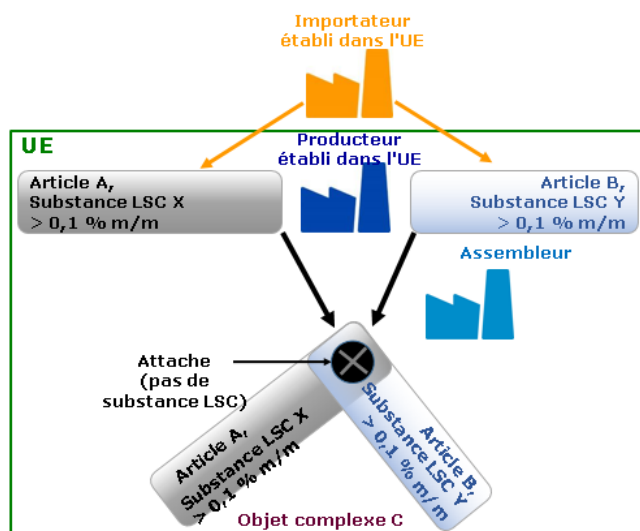 Importateur
établi dans l'UE
UE
Producteur
établi dans l'UE
Article A,
Substance LSC X
> 0,1 % m/m
Article B,
Substance LSC Y
> 0,1 % m/m
Assembleur
Attache
(pas de
substance LSC)
Article A,
Substance LSC X
> 0,1 % m/m
Article B,
Substance LSC Y
> 0,1 % m/m
Objet complexe C